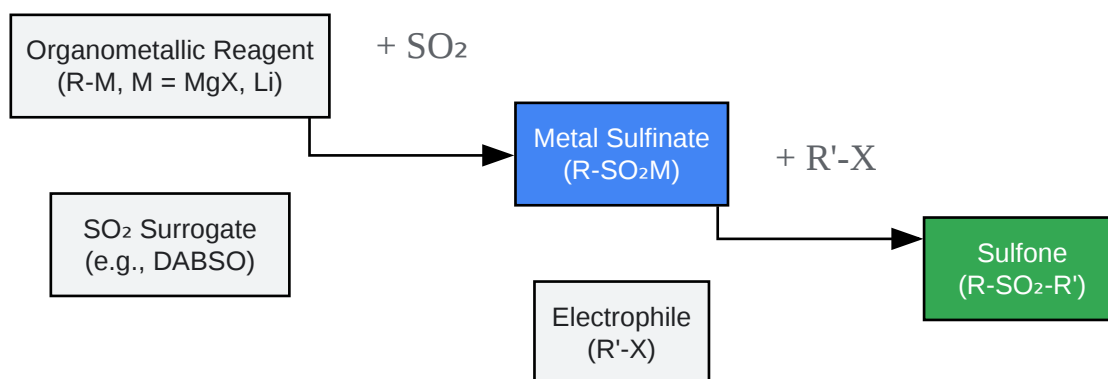 Organometallic Reagent
(R-M, M = MgX, Li)
+ SO₂
Metal Sulfinate
(R-SO₂M)
+ R'-X
SO₂ Surrogate
(e.g., DABSO)
Sulfone
(R-SO₂-R')
Electrophile
(R'-X)